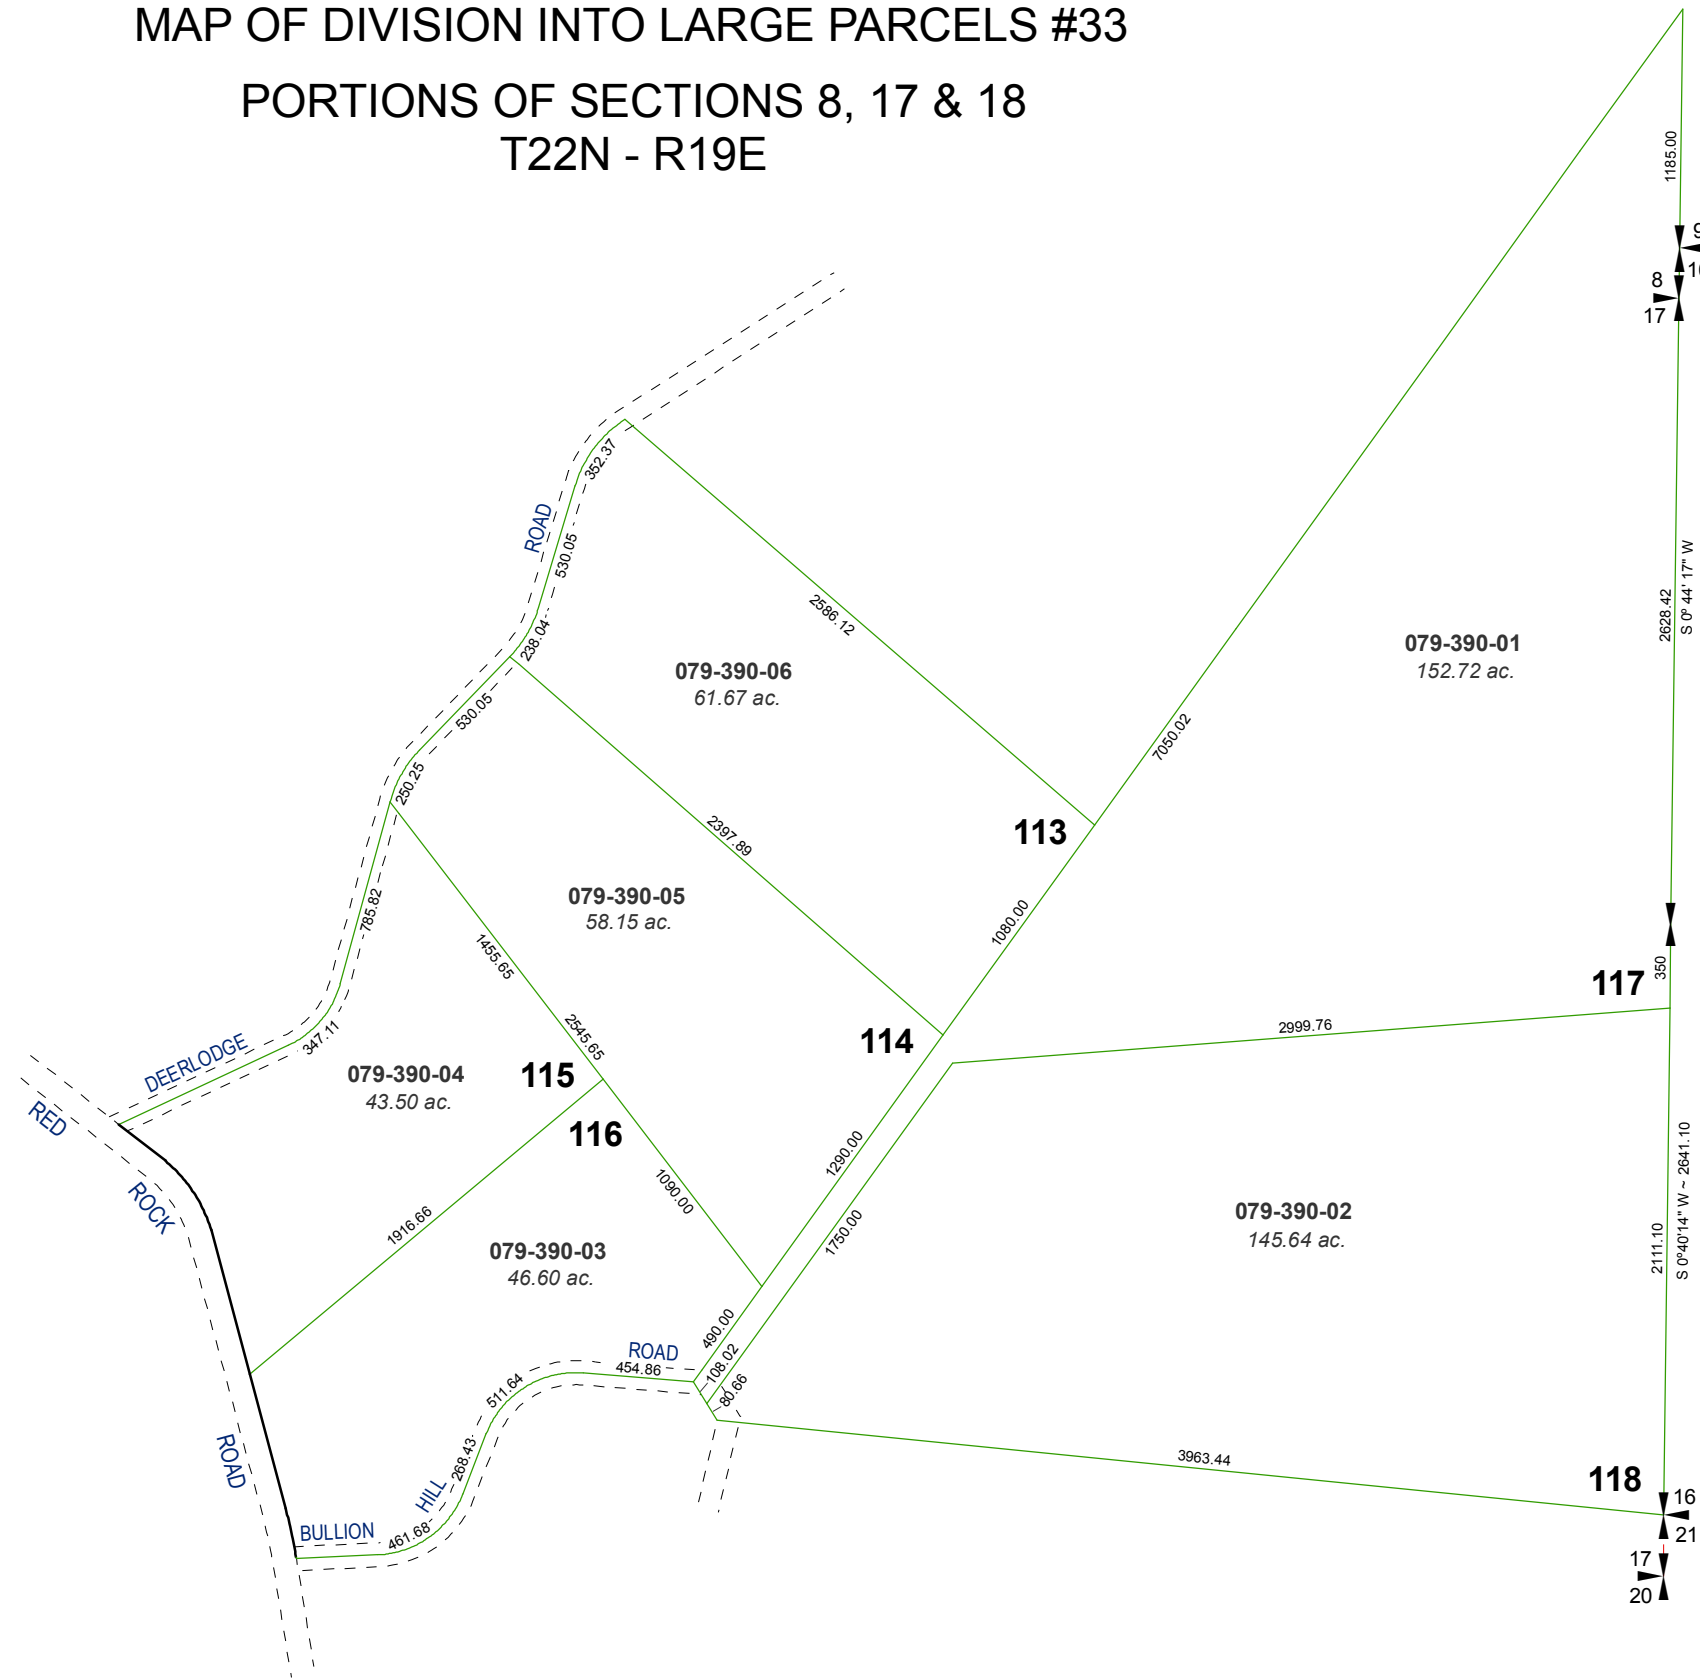 MAP OF DIVISION INTO LARGE PARCELS #33
PORTIONS OF SECTIONS 8, 17 & 18
T22N - R19E
1185.00
9
8
17
352.37
ROAD
530.05
2586.12
238.04
2628.42
S 0º 44' 17" W
079-390-01
152.72 ac.
079-390-06
61.67 ac.
530.05
7050.02
250.25
113
2397.89
079-390-05
58.15 ac.
785.82
1080.00
1455.65
350
117
2999.76
2545.65
114
347.11
DEERLODGE
079-390-04
43.50 ac.
115
116
RED
ROCK
ROAD
1290.00
1090.00
1750.00
1916.66
079-390-02
145.64 ac.
2111.10
S 0º40'14" W ~ 2641.10
079-390-03
46.60 ac.
490.00
108.02
80.66
ROAD
454.86
511.64
268.43
HILL
BULLION
461.68
3963.44
118
16
21
17
20